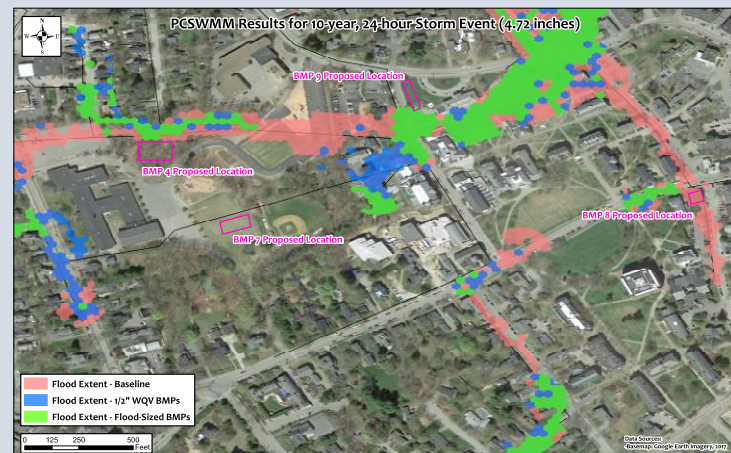 PCSWMM Results for 10-year, 24-hour Storm Event (4.72 inches)
N
W E
S
BMP 9 Proposed Location
BMP 4 Proposed Location
BMP 8 Proposed Location
BMP 7 Proposed Location
Flood Extent - Baseline
Flood Extent - 1/2" WQV BMPs
Flood Extent - Flood-Sized BMPs
0 125 250 500
Feet
Data Sources:
-Basemap: Google Earth Imagery, 2017